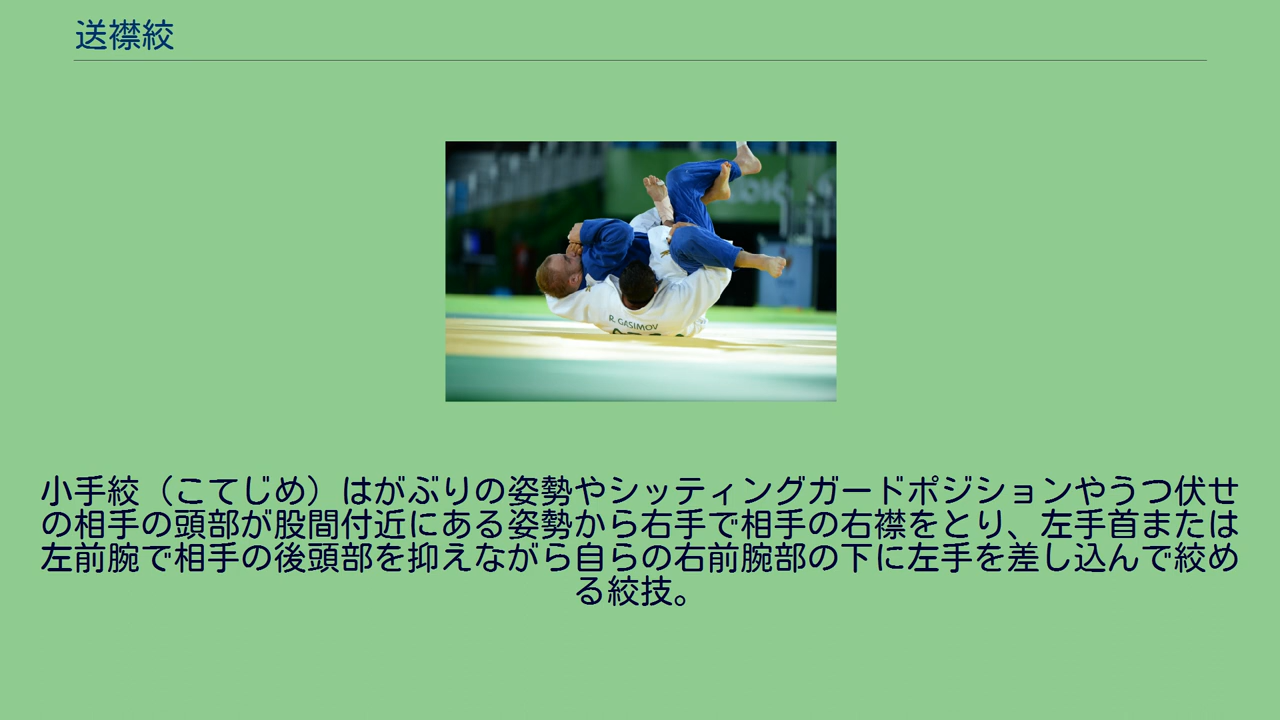 送襟絞
R. GASIMOV
小手絞（こてじめ）はがぶりの姿勢やシッティングガードポジションやうつ伏せ
の相手の頭部が股間付近にある姿勢から右手で相手の右襟をとり、左手首または
左前腕で相手の後頭部を抑えながら自らの右前腕部の下に左手を差し込んで絞め
る絞技。